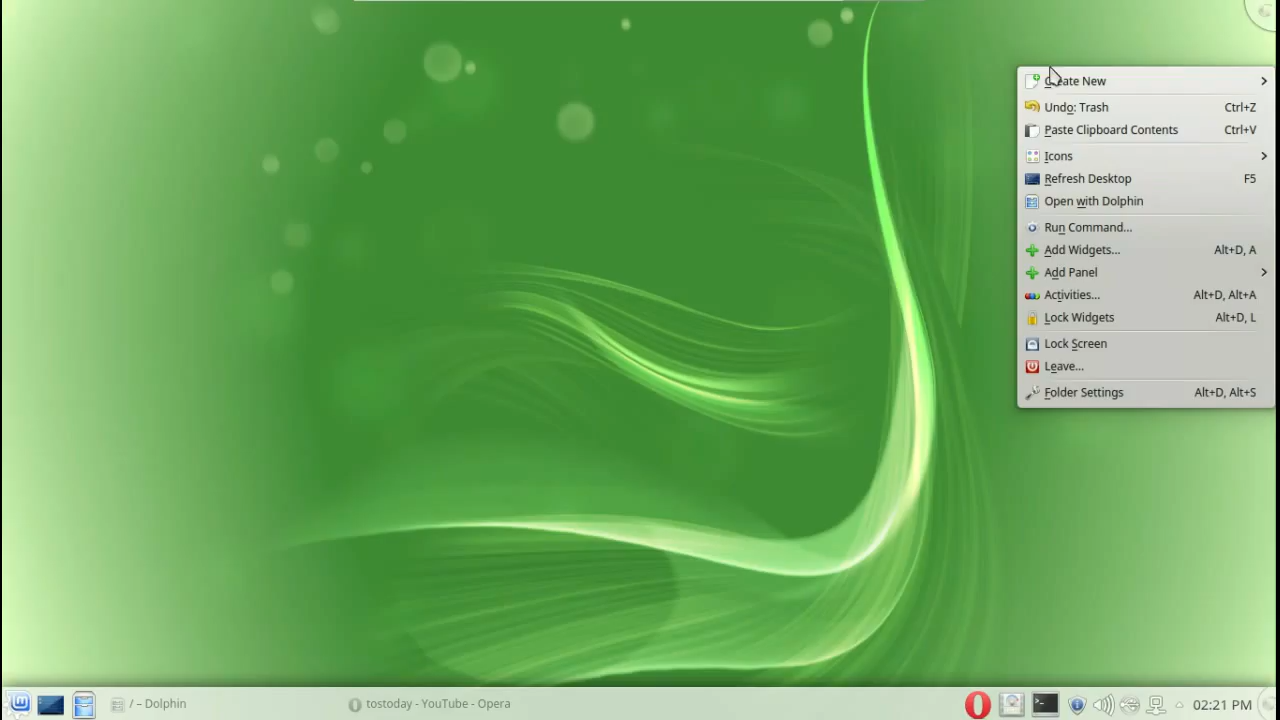 Create New
Undo: Trash Ctrl+Z
Paste Clipboard Contents Ctrl+V
Icons
Refresh Desktop F5
Open with Dolphin
Run Command...
Add Widgets... Alt+D, A
Add Panel
Activities... Alt+D, Alt+A
Lock Widgets Alt+D, L
Lock Screen
Leave...
Folder Settings Alt+D, Alt+S
/ – Dolphin tostoday - YouTube - Opera 02:21 PM